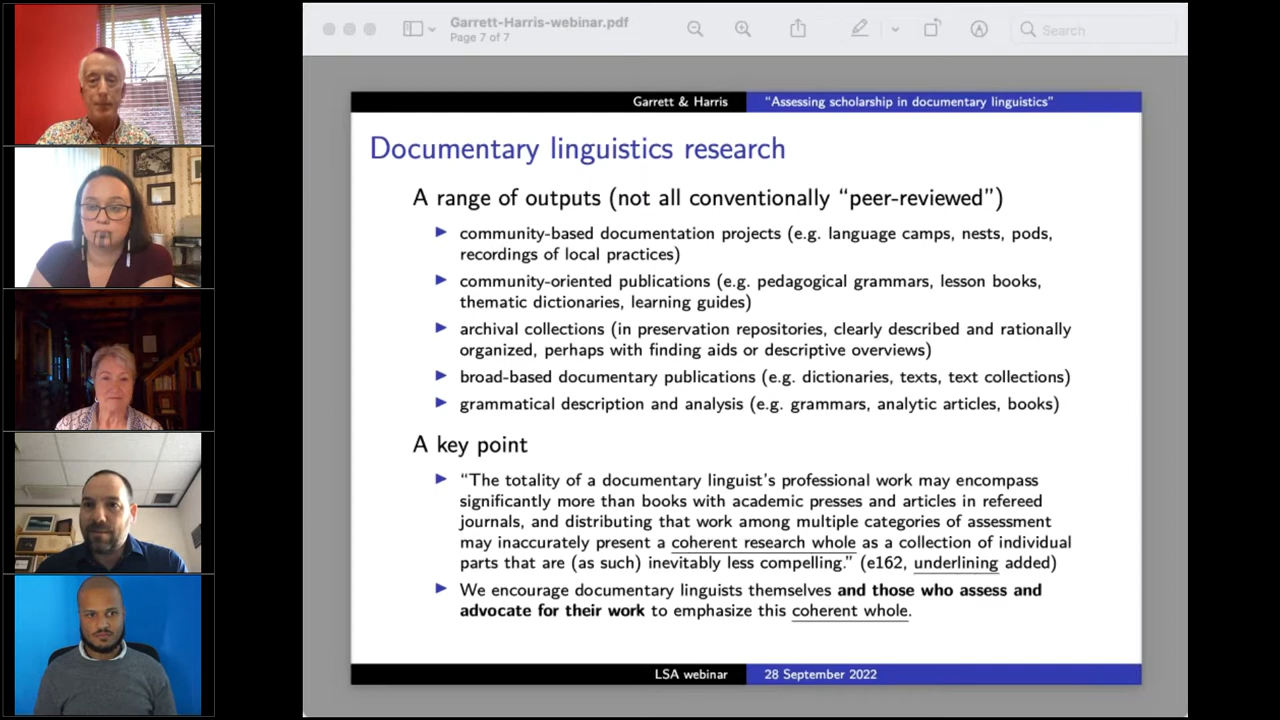 Garrett-Harris-webinar.pdf
Page 7 of 7
Search
Garrett & Harris
“Assessing scholarship in documentary linguistics”
Documentary linguistics research
A range of outputs (not all conventionally “peer-reviewed”)
community-based documentation projects (e.g. language camps, nests, pods,
recordings of local practices)
community-oriented publications (e.g. pedagogical grammars, lesson books,
thematic dictionaries, learning guides)
archival collections (in preservation repositories, clearly described and rationally
organized, perhaps with finding aids or descriptive overviews)
broad-based documentary publications (e.g. dictionaries, texts, text collections)
grammatical description and analysis (e.g. grammars, analytic articles, books)
A key point
“The totality of a documentary linguist’s professional work may encompass
significantly more than books with academic presses and articles in refereed
journals, and distributing that work among multiple categories of assessment
may inaccurately present a coherent research whole as a collection of individual
parts that are (as such) inevitably less compelling.” (e162, underlining added)
We encourage documentary linguists themselves and those who assess and
advocate for their work to emphasize this coherent whole.
LSA webinar
28 September 2022